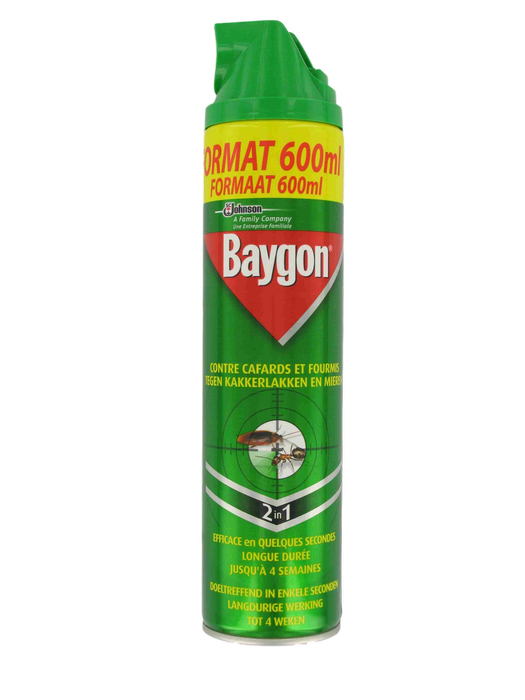 FORMAT 600ml
FORMAAT 600ml
SC Johnson
A Family Company
Une Entreprise Familiale
Baygon®
CONTRE CAFARDS ET FOURMIS
TEGEN KAKKERLAKKEN EN MIEREN
2in1
EFFICACE en QUELQUES SECONDES
LONGUE DURÉE
JUSQU'À 4 SEMAINES
DOELTREFFEND IN ENKELE SECONDEN
LANGDURIGE WERKING
TOT 4 WEKEN